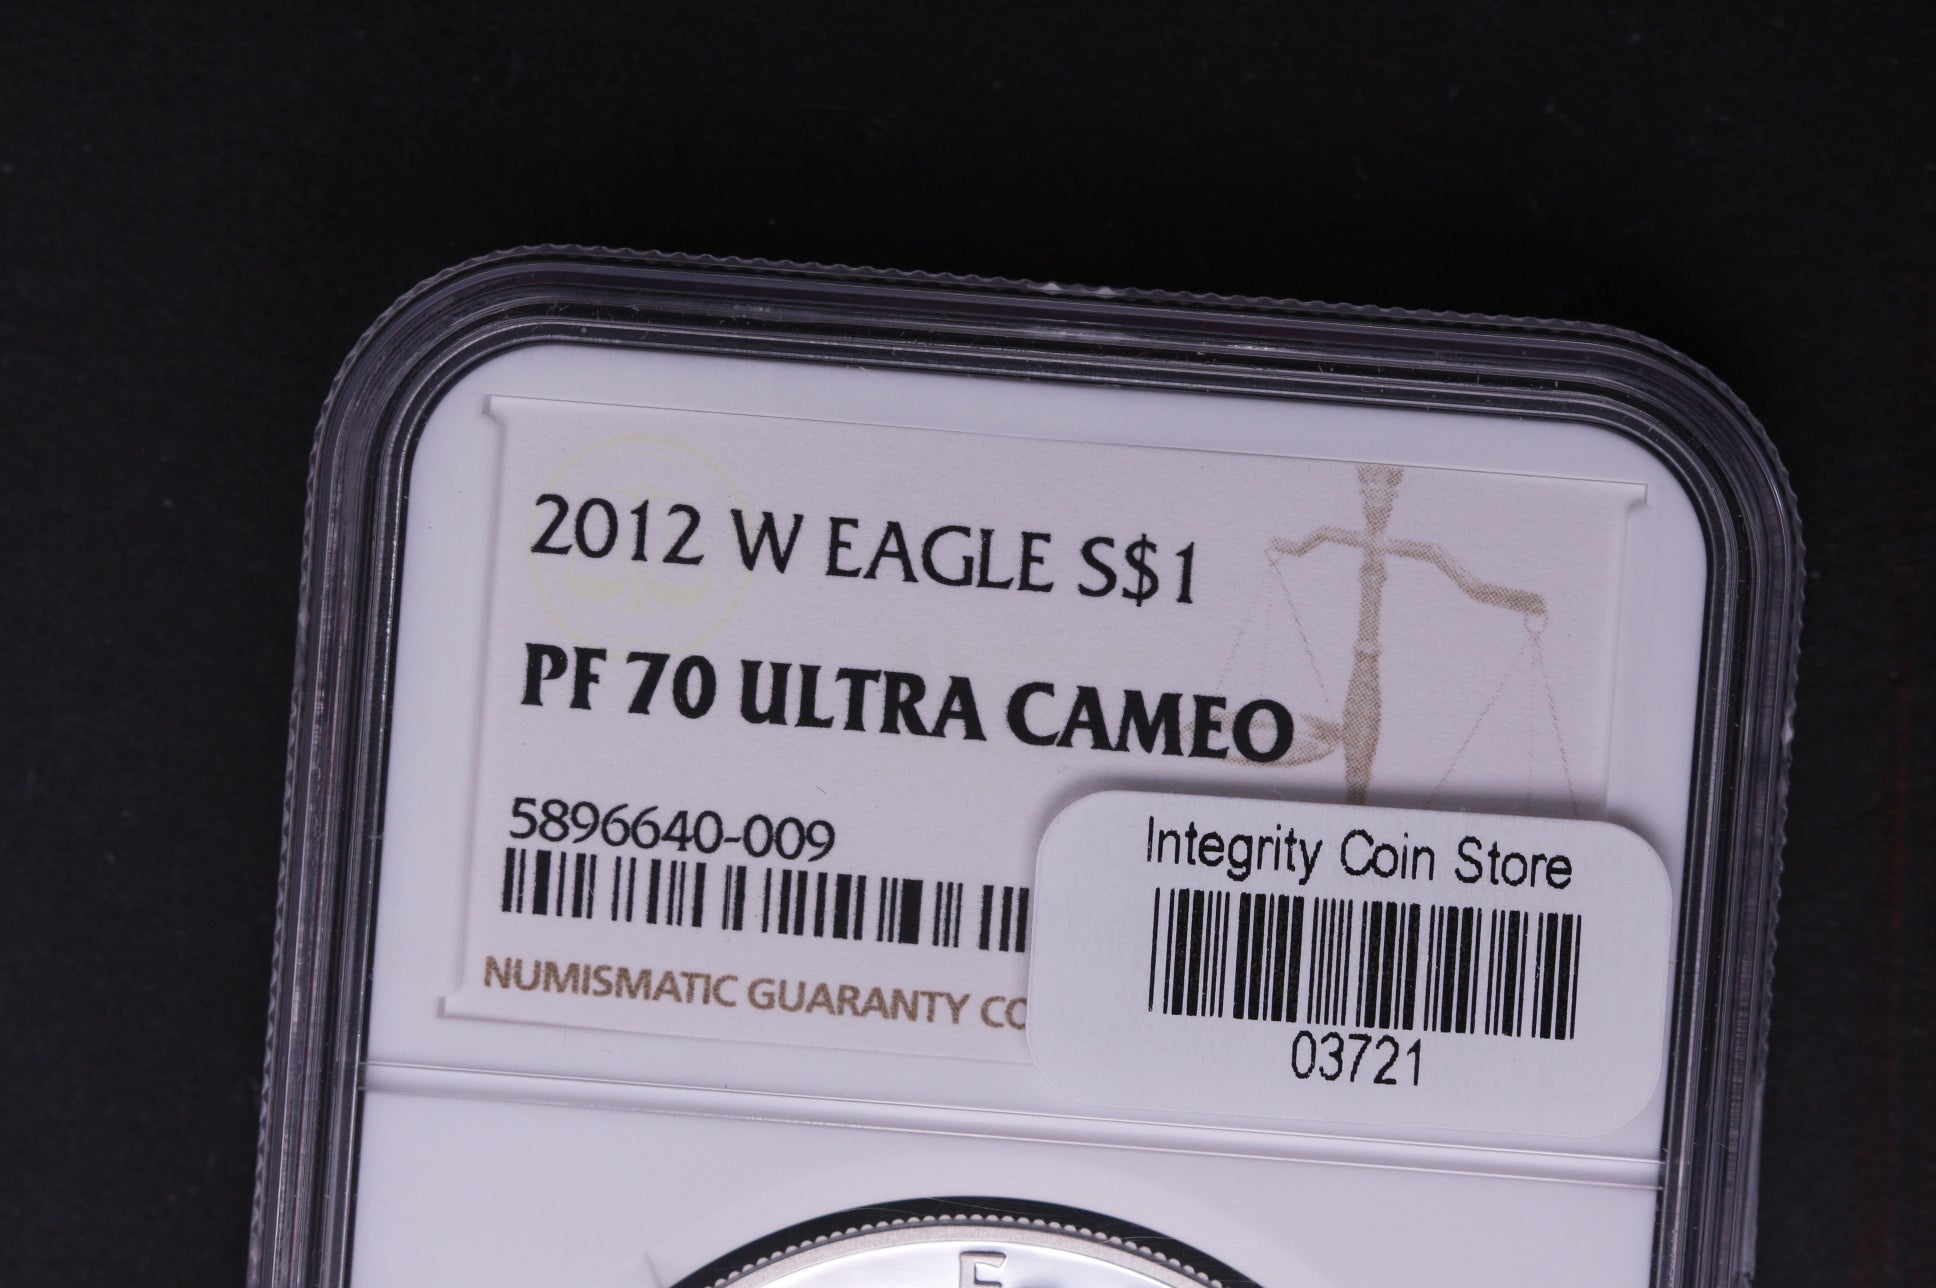 2012 W EAGLE S$1
PF 70 ULTRA CAMEO
5896640-009
NUMISMATIC GUARANTY CO
Integrity Coin Store
03721
E